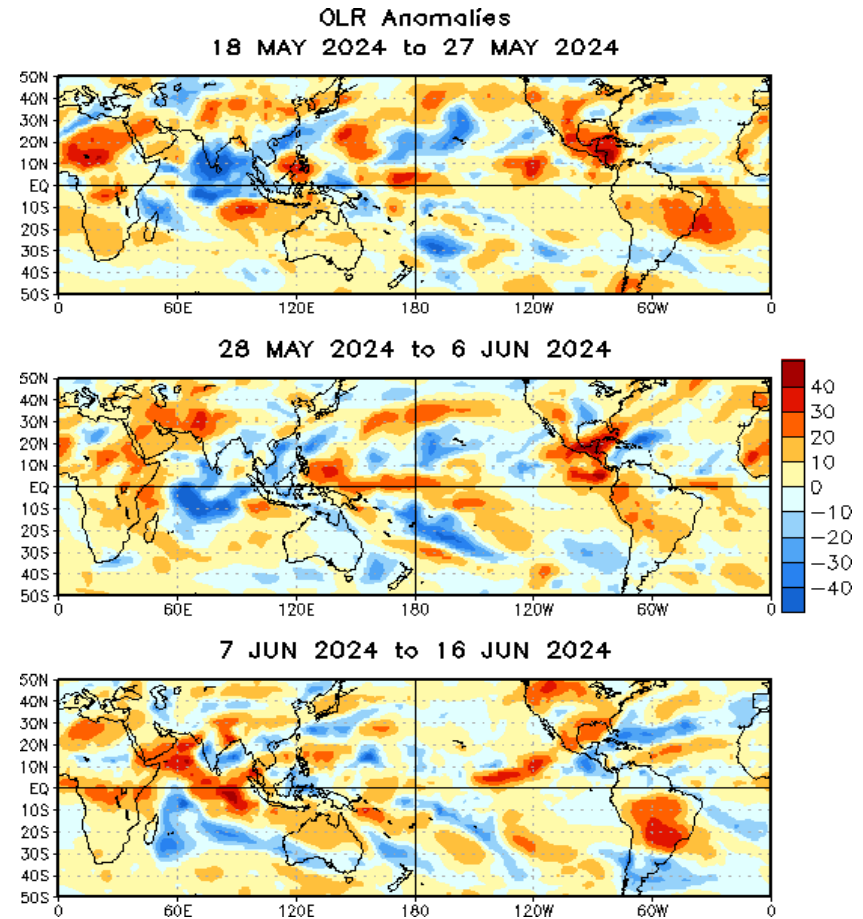 OLR Anomalies
18 MAY 2024 to 27 MAY 2024
50N
40N
30N
20N
10N
EQ
10S
20S
30S
40S
50S
0 60E 120E 180 120W 60W 0
28 MAY 2024 to 6 JUN 2024
50N
40N
30N
20N
10N
EQ
10S
20S
30S
40S
50S
0 60E 120E 180 120W 60W 0
40
30
20
10
0
-10
-20
-30
-40
7 JUN 2024 to 16 JUN 2024
50N
40N
30N
20N
10N
EQ
10S
20S
30S
40S
50S
0 60E 120E 180 120W 60W 0